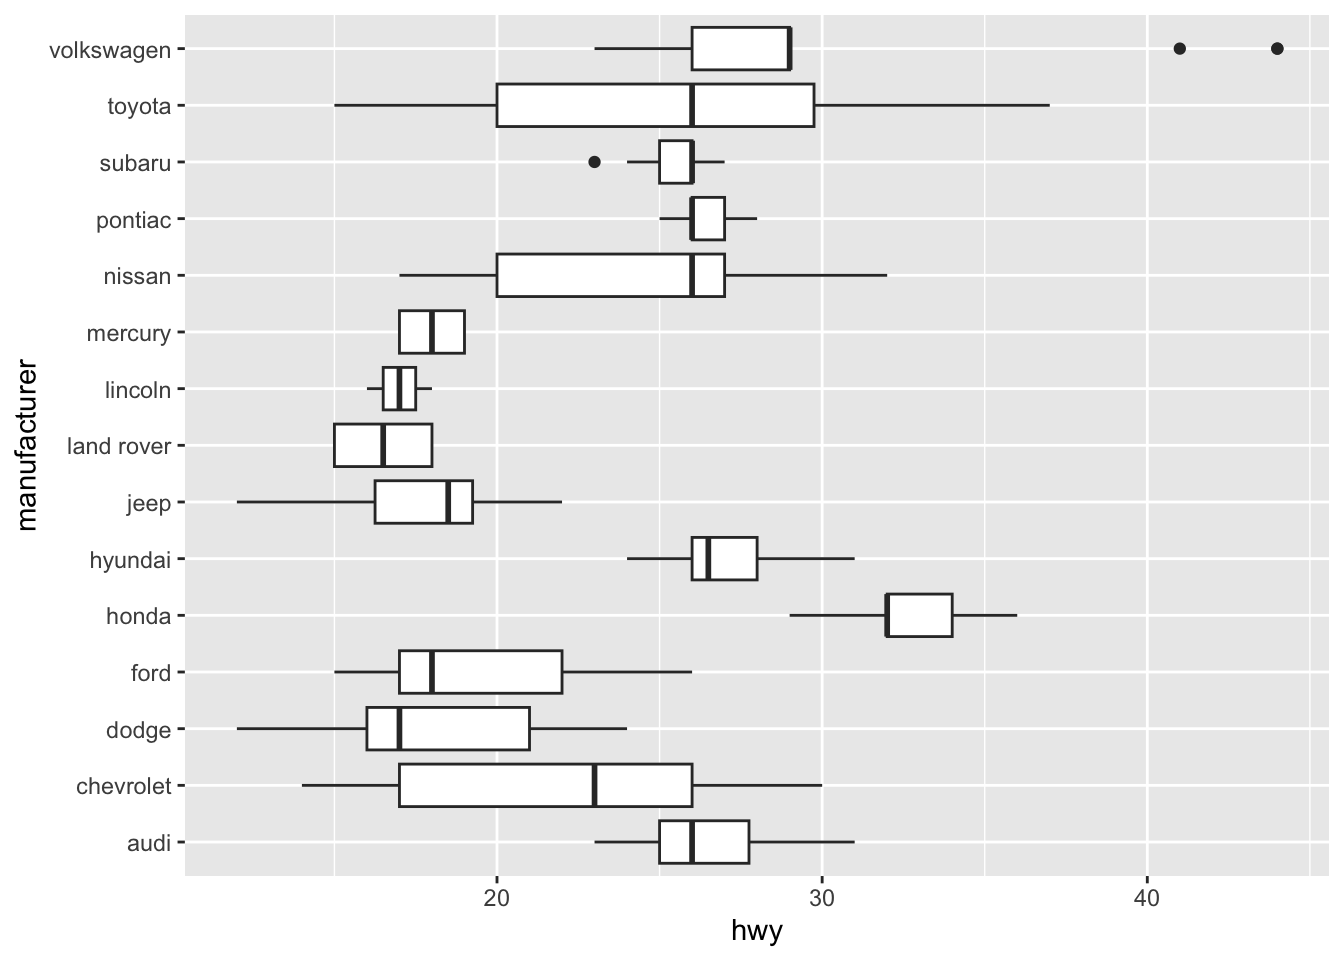 volkswagen
toyota
subaru
pontiac
nissan
mercury
lincoln
land rover
jeep
hyundai
honda
ford
dodge
chevrolet
audi
manufacturer
20 30 40
hwy